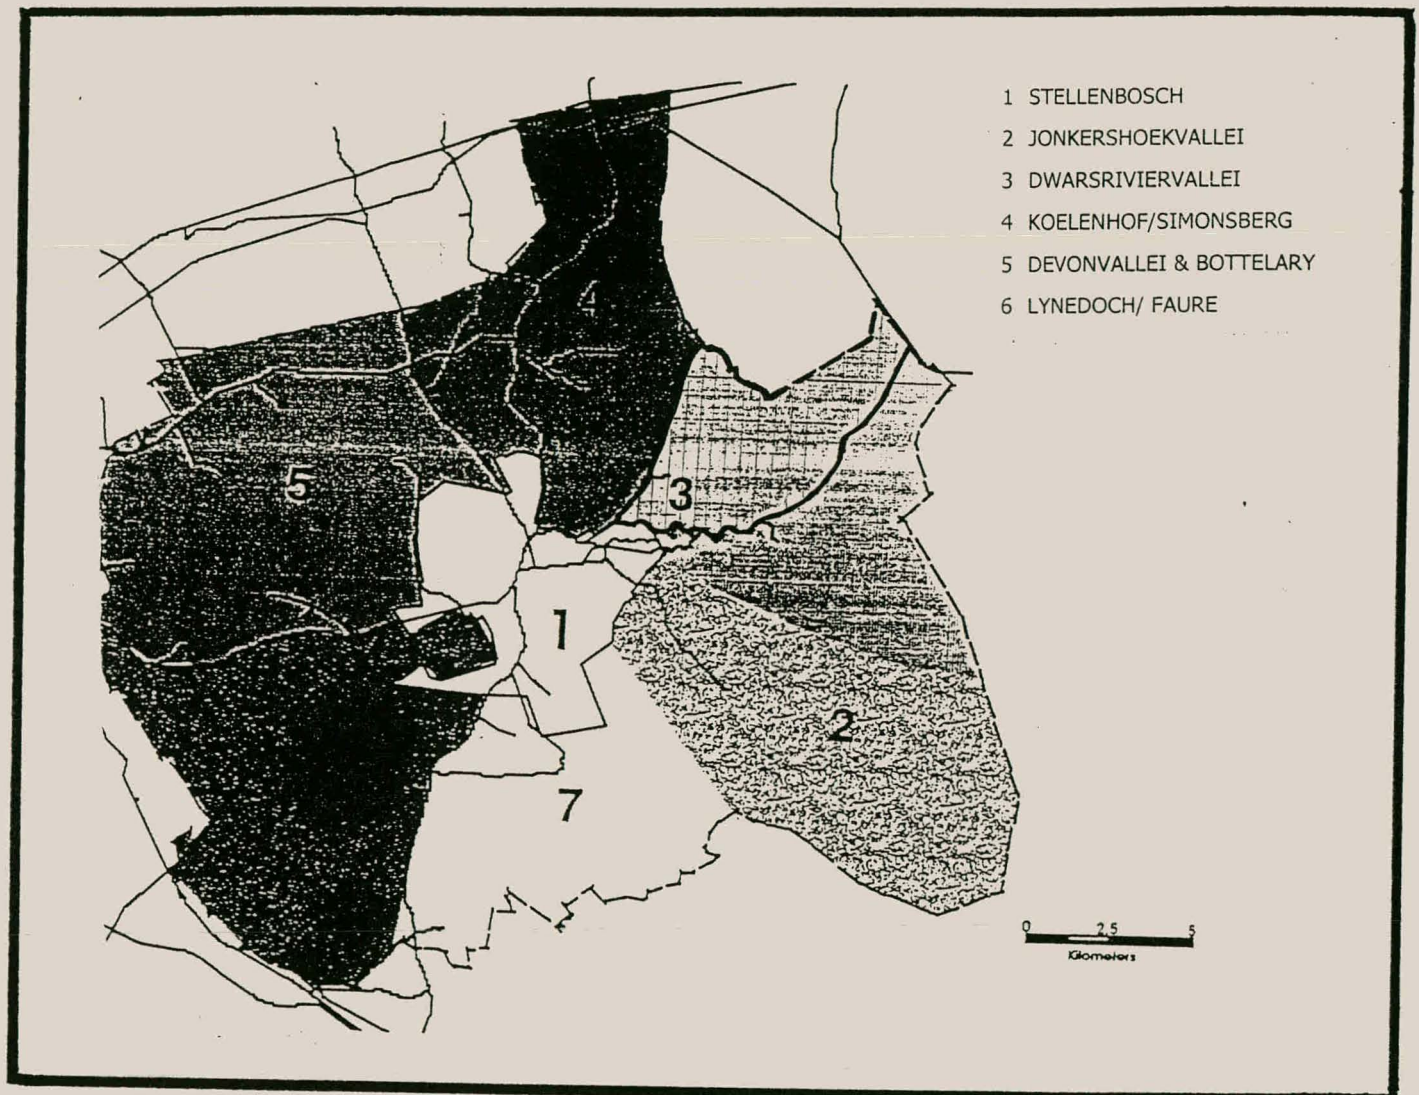 1 STELLENBOSCH
2 JONKERSHOEKVALLEI
3 DWARSRIVIERVALLEI
4 KOELENHOF/SIMONSBERG
5 DEVONVALLEI & BOTTELARY
6 LYNEDOCH/ FAURE
4
5
3
1
2
7
0 2.5 5
Kilometers